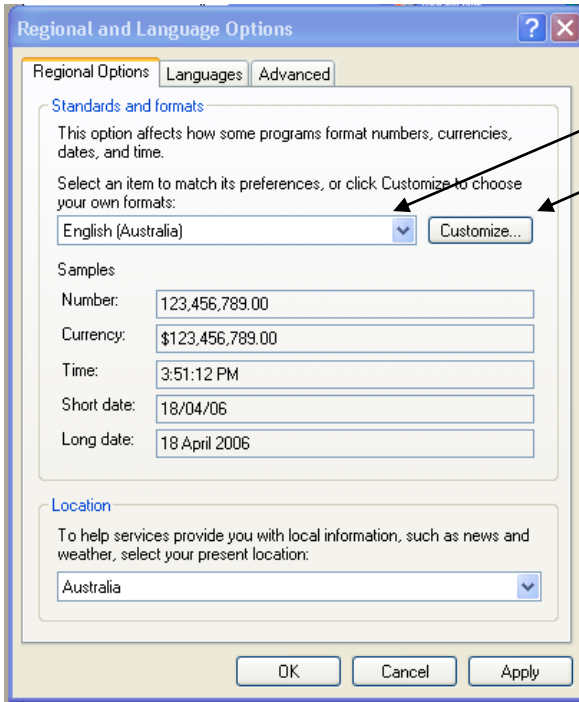 Regional and Language Options
Regional Options Languages Advanced
Standards and formats
This option affects how some programs format numbers, currencies,
dates, and time.
Select an item to match its preferences, or click Customize to choose
your own formats:
English (Australia) Customize...
Samples
Number: 123,456,789.00
Currency: $123,456,789.00
Time: 3:51:12 PM
Short date: 18/04/06
Long date: 18 April 2006
Location
To help services provide you with local information, such as news and
weather, select your present location:
Australia
OK Cancel Apply